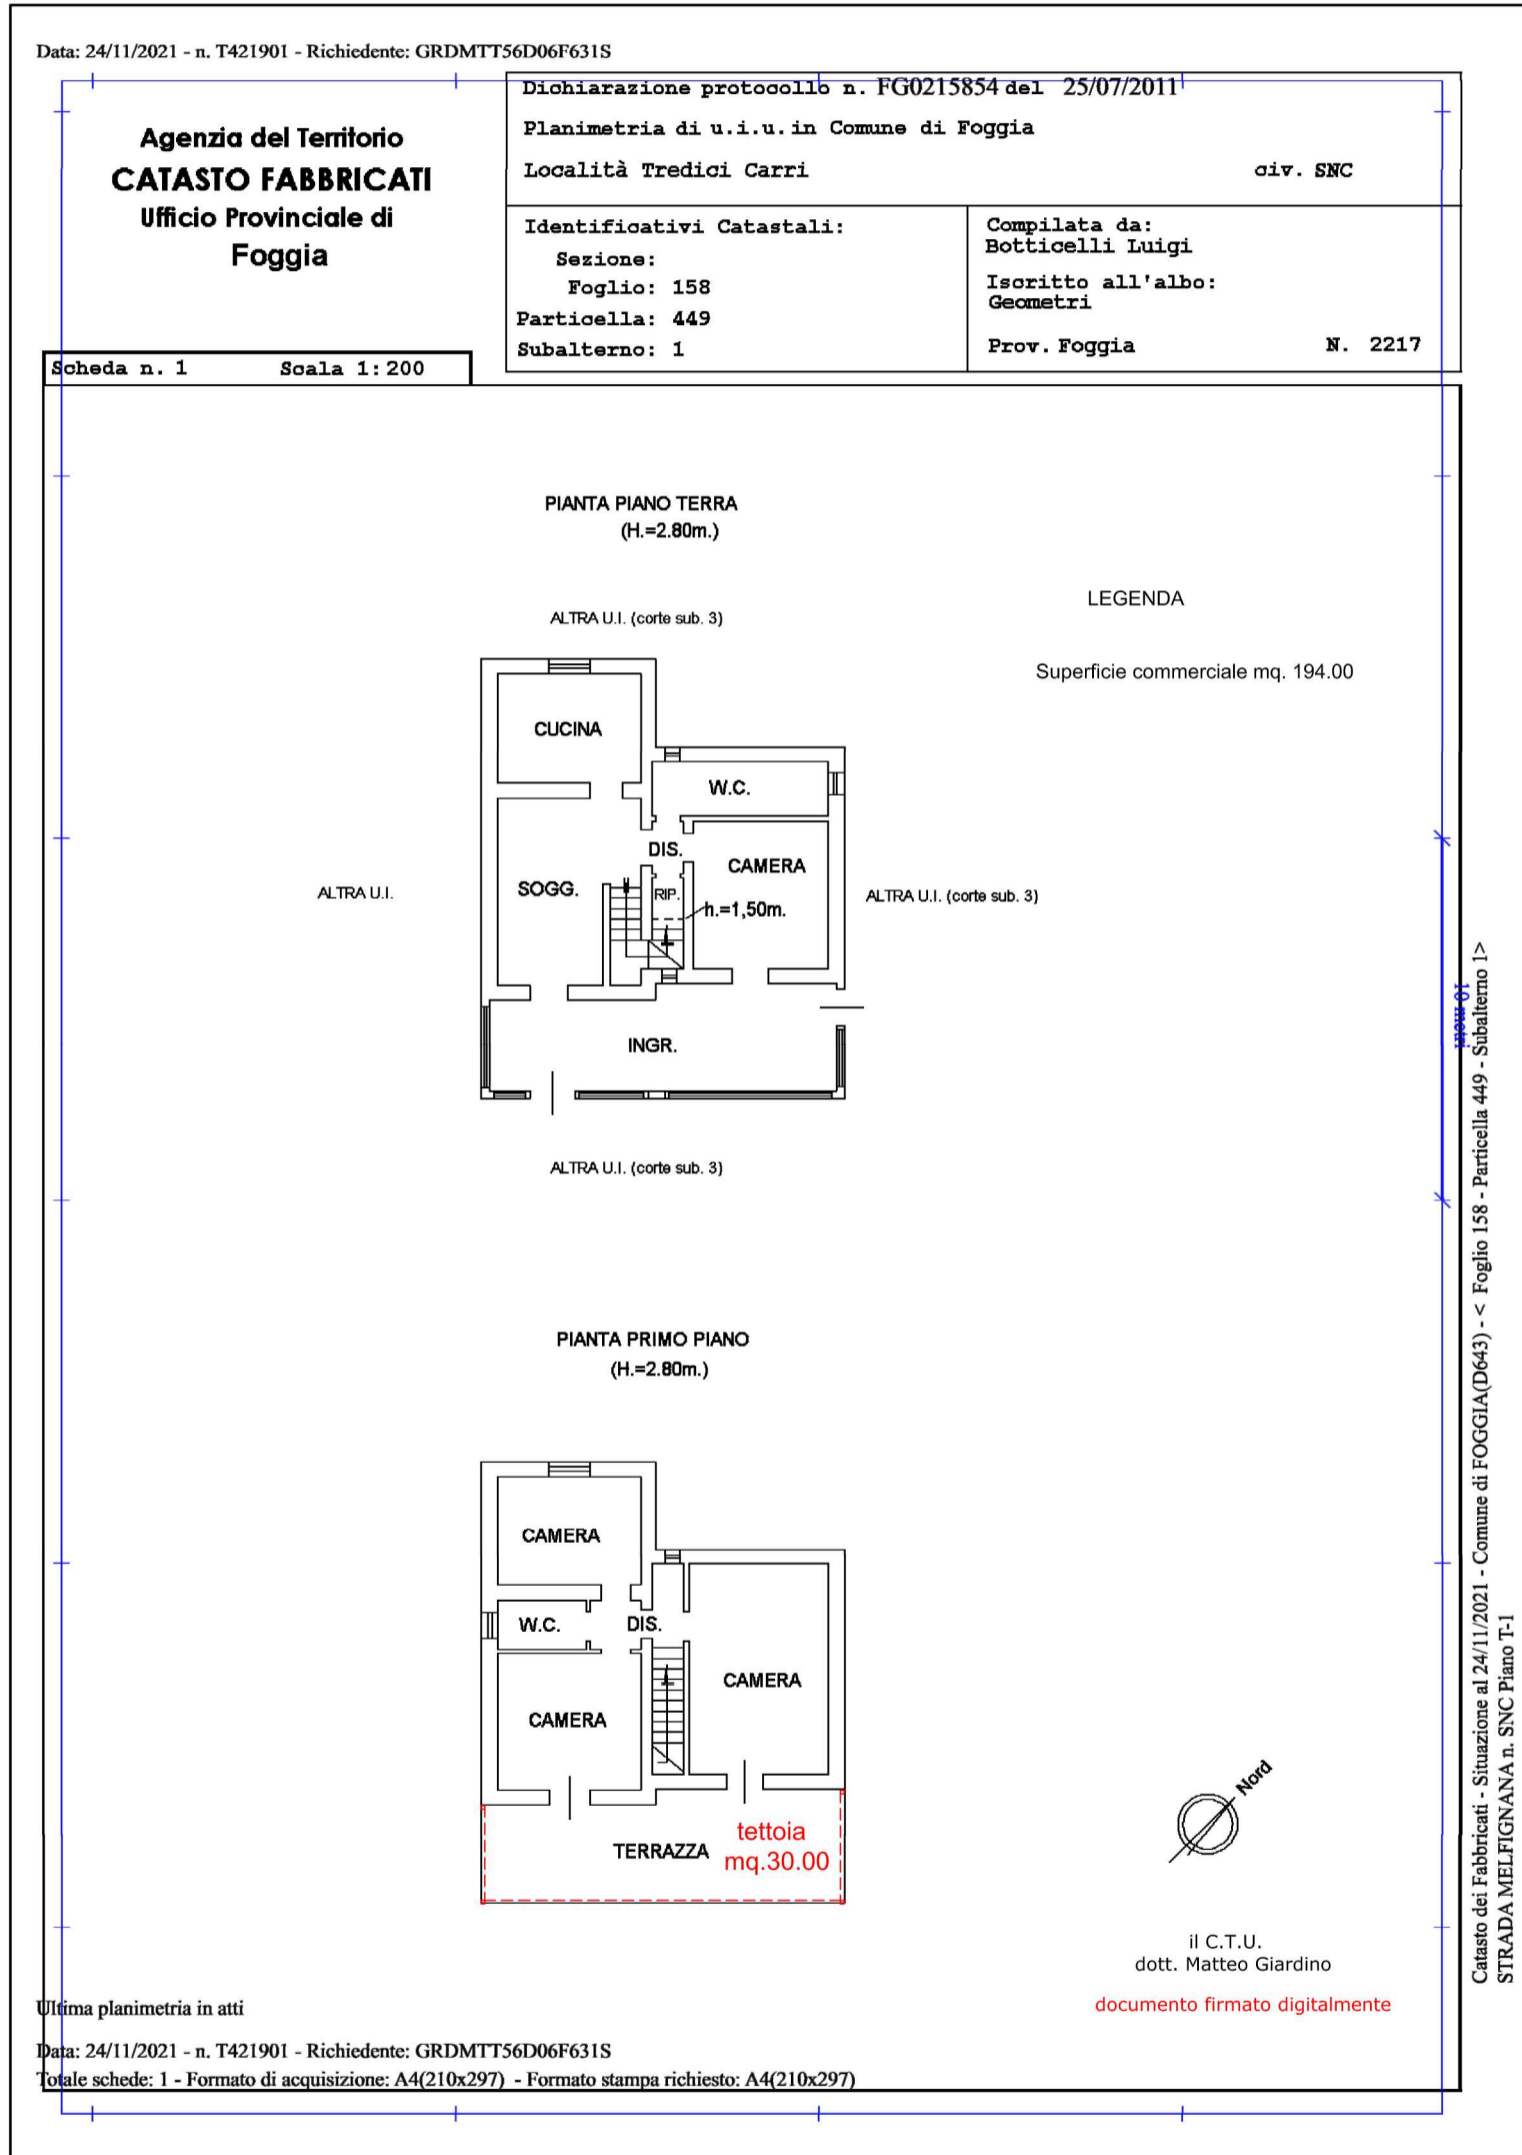 Data: 24/11/2021 - n. T421901 - Richiedente: GRDMTT56D06F631S
Agenzia del Territorio
CATASTO FABBRICATI
Ufficio Provinciale di
Foggia
Dichiarazione protocollo n. FG0215854 del 25/07/2011
Planimetria di u.i.u. in Comune di Foggia
Località Tredici Carri civ. SNC
Identificativi Catastali:
Sezione:
Foglio: 158
Particella: 449
Subalterno: 1
Compilata da:
Botticelli Luigi
Iscritto all'albo:
Geometri
Prov. Foggia N. 2217
Scheda n. 1 Scala 1:200
PIANTA PIANO TERRA
(H.=2.80m.)
LEGENDA
Superficie commerciale mq. 194.00
ALTRA U.I. (corte sub. 3)
CUCINA
W.C.
DIS.
CAMERA
SOGG.
RIP.
h.=1,50m.
ALTRA U.I.
ALTRA U.I. (corte sub. 3)
INGR.
ALTRA U.I. (corte sub. 3)
10 metri
PIANTA PRIMO PIANO
(H.=2.80m.)
CAMERA
W.C.
DIS.
CAMERA
CAMERA
TERRAZZA
tettoia
mq.30.00
Nord
il C.T.U.
dott. Matteo Giardino
documento firmato digitalmente
Catasto dei Fabbricati - Situazione al 24/11/2021 - Comune di FOGGIA(D643) - < Foglio 158 - Particella 449 - Subalterno 1>
STRADA MELFIGNANA n. SNC Piano T-1
Ultima planimetria in atti
Data: 24/11/2021 - n. T421901 - Richiedente: GRDMTT56D06F631S
Totale schede: 1 - Formato di acquisizione: A4(210x297) - Formato stampa richiesto: A4(210x297)